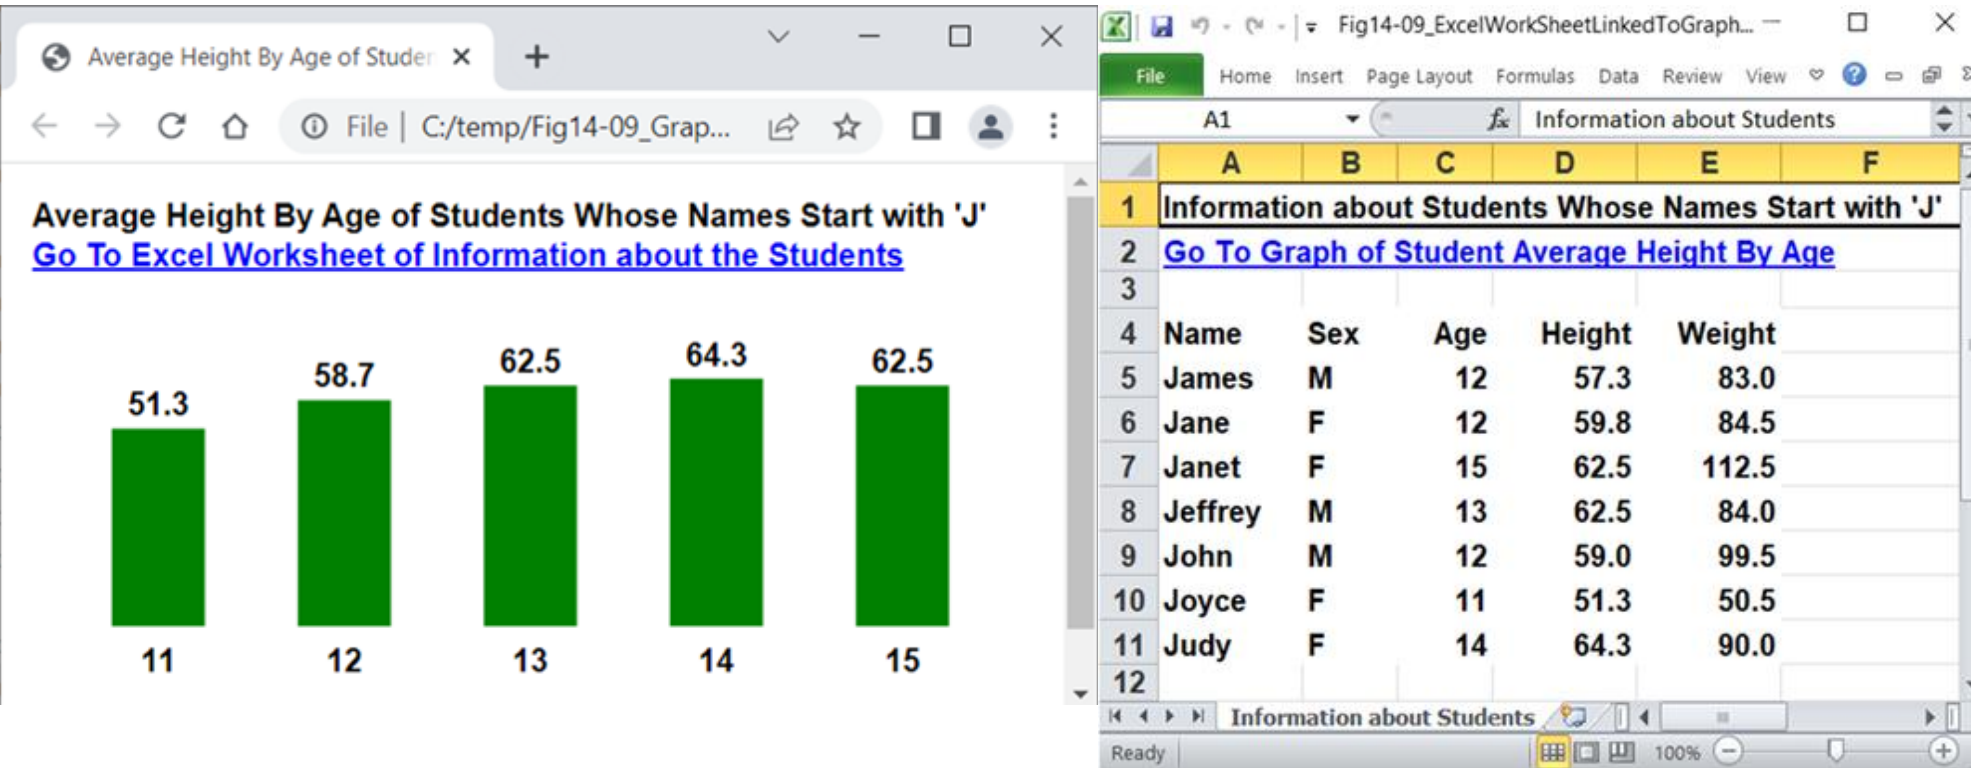 Average Height By Age of Studen
File | C:/temp/Fig14-09_Grap...
Average Height By Age of Students Whose Names Start with 'J'
Go To Excel Worksheet of Information about the Students
51.3 58.7 62.5 64.3 62.5
11 12 13 14 15
Fig14-09_ExcelWorkSheetLinkedToGraph...
File Home Insert Page Layout Formulas Data Review View
A1 fx Information about Students
A B C D E F
1 Information about Students Whose Names Start with 'J'
2 Go To Graph of Student Average Height By Age
3
4 Name Sex Age Height Weight
5 James M 12 57.3 83.0
6 Jane F 12 59.8 84.5
7 Janet F 15 62.5 112.5
8 Jeffrey M 13 62.5 84.0
9 John M 12 59.0 99.5
10 Joyce F 11 51.3 50.5
11 Judy F 14 64.3 90.0
12
Information about Students
Ready 100%